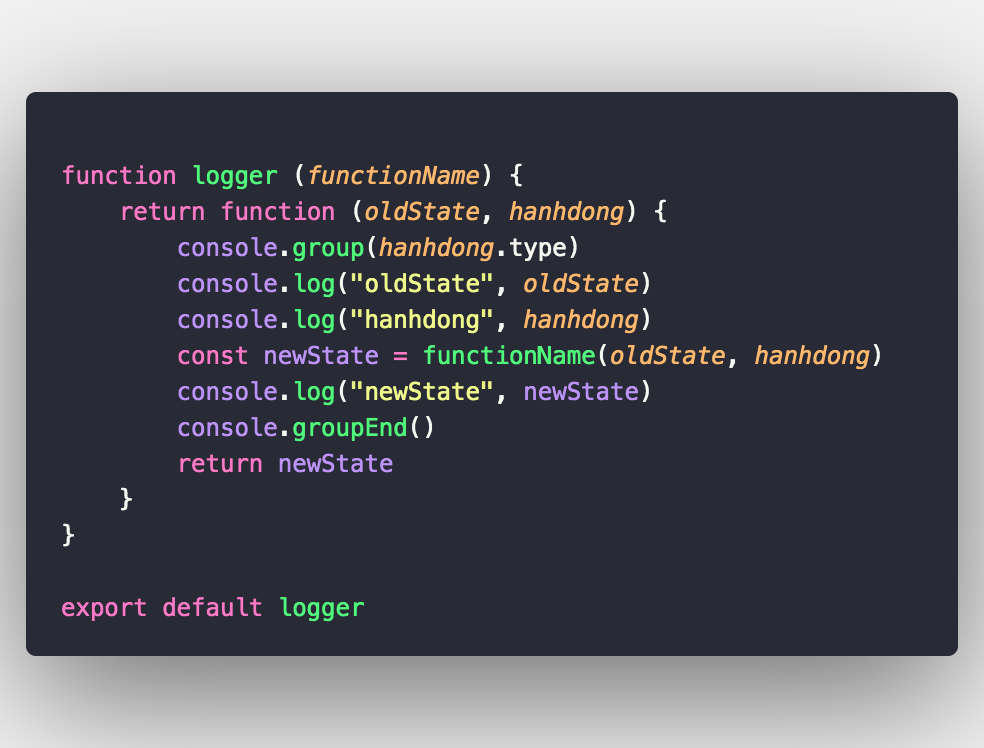 function logger (functionName) {
    return function (oldState, hanhdong) {
        console.group(hanhdong.type)
        console.log("oldState", oldState)
        console.log("hanhdong", hanhdong)
        const newState = functionName(oldState, hanhdong)
        console.log("newState", newState)
        console.groupEnd()
        return newState
    }
}
export default logger